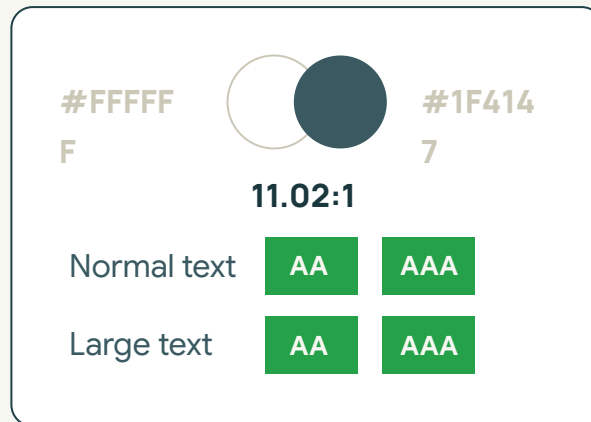 #FFFFF
F
#1F414
7
11.02:1
Normal text AA AAA
Large text AA AAA